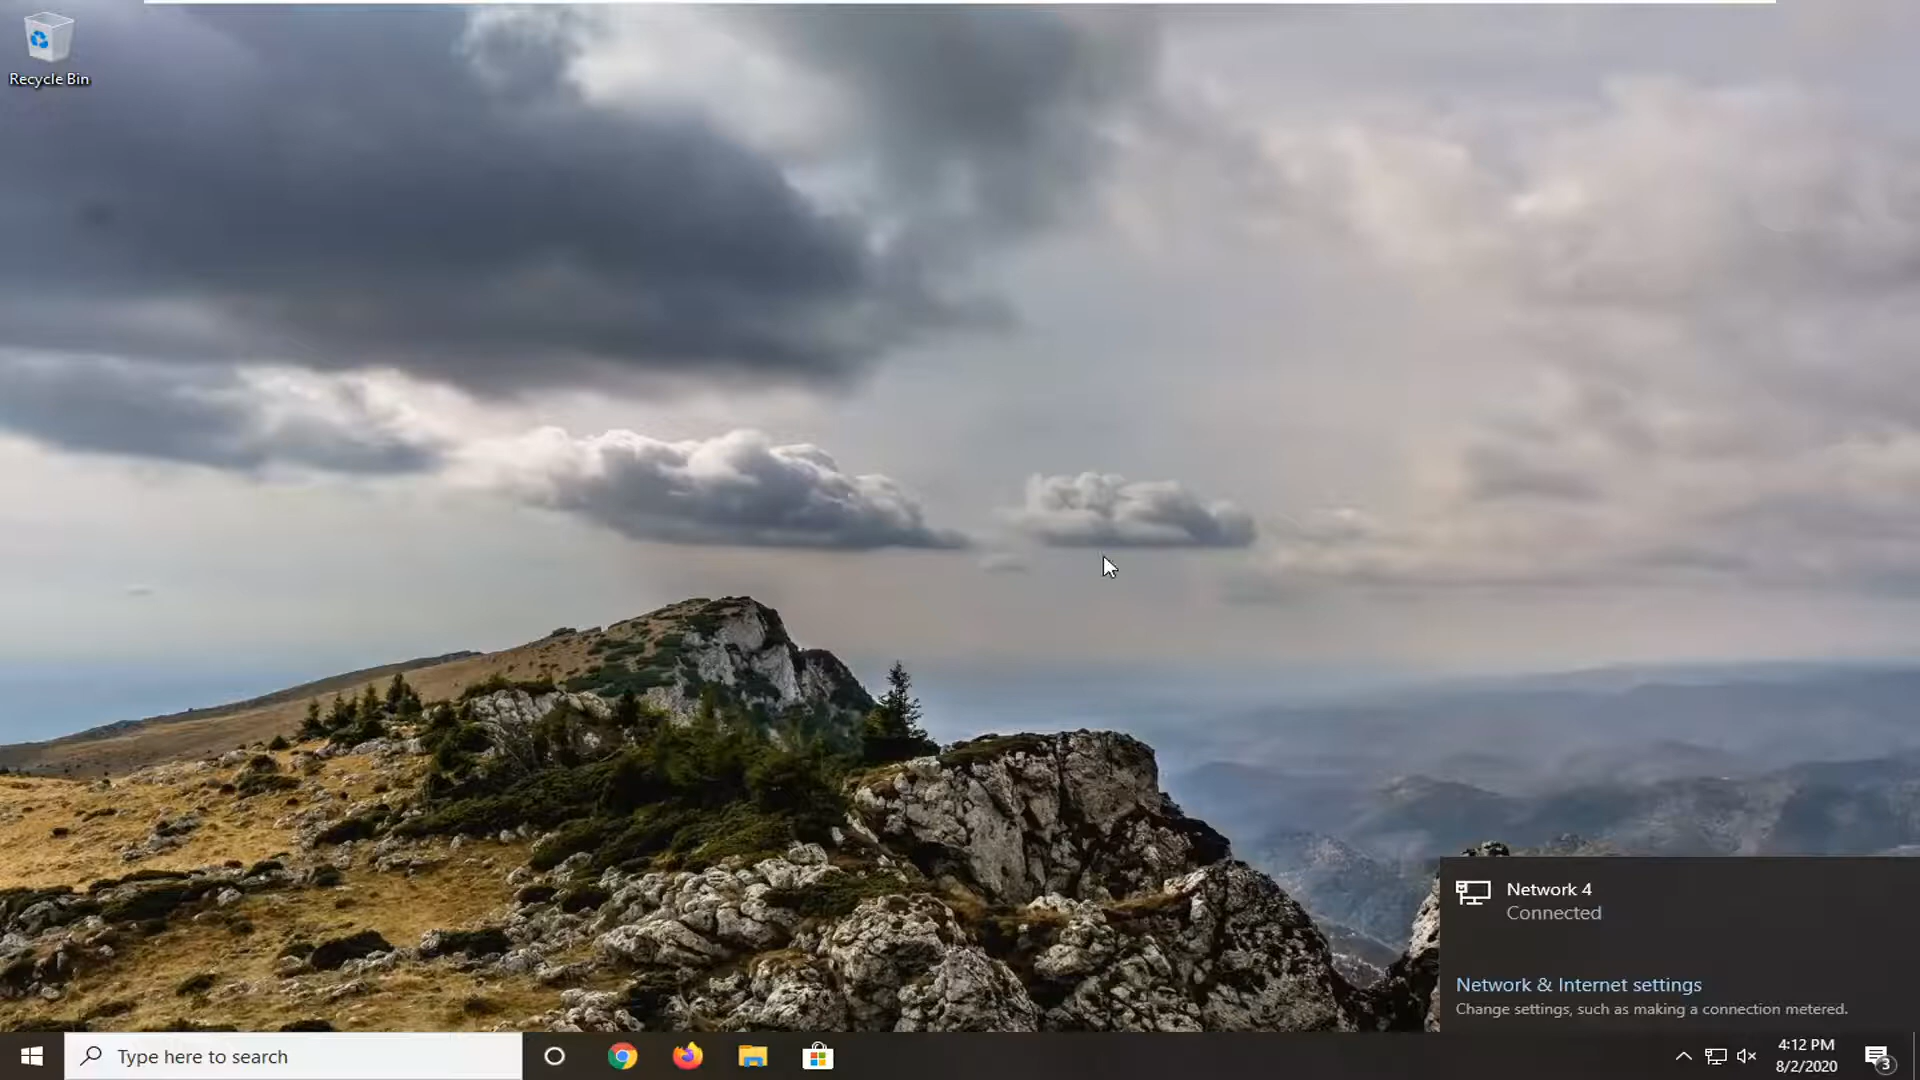 Recycle Bin
Network 4
Connected
Network & Internet settings
Change settings, such as making a connection metered.
Type here to search
4:12 PM
8/2/2020
3